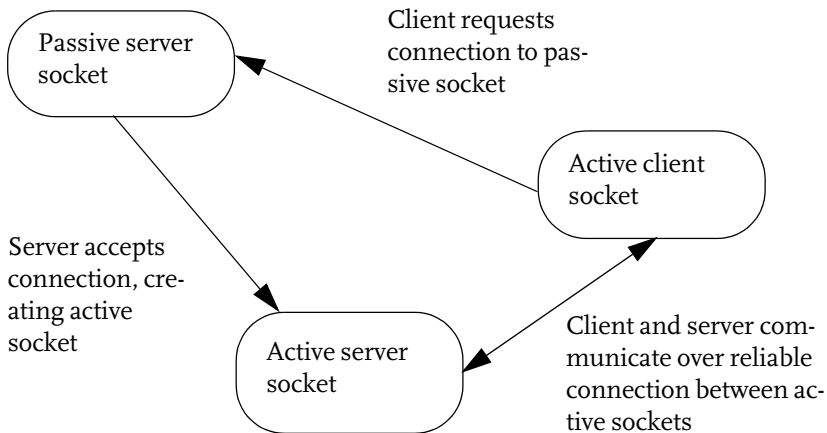 Passive server
socket
Client requests
connection to pas-
sive socket
Active client
socket
Server accepts
connection, cre-
ating active
socket
Active server
socket
Client and server com-
municate over reliable
connection between ac-
tive sockets